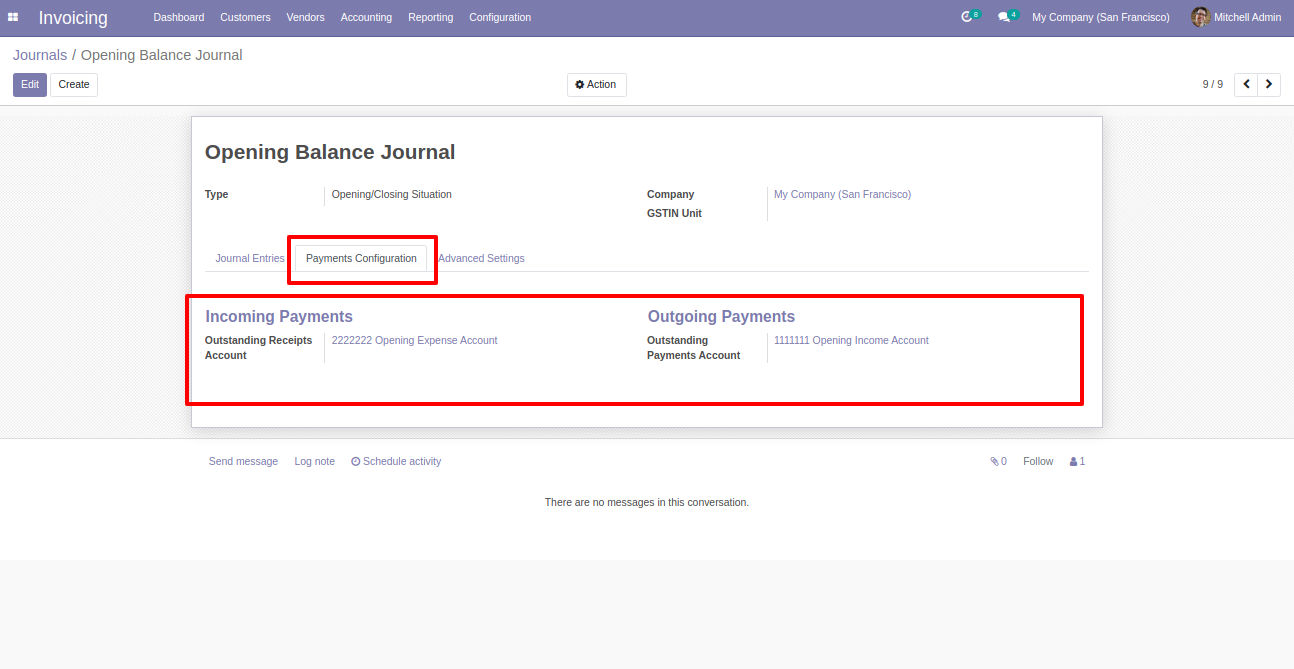 Invoicing Dashboard Customers Vendors Accounting Reporting Configuration 8 4 My Company (San Francisco) Mitchell Admin
Journals / Opening Balance Journal
Edit Create Action 9 / 9
Opening Balance Journal
Type Opening/Closing Situation Company My Company (San Francisco)
GSTIN Unit
Journal Entries Payments Configuration Advanced Settings
Incoming Payments Outgoing Payments
Outstanding Receipts 2222222 Opening Expense Account Outstanding 1111111 Opening Income Account
Account Payments Account
Send message Log note Schedule activity 0 Follow 1
There are no messages in this conversation.